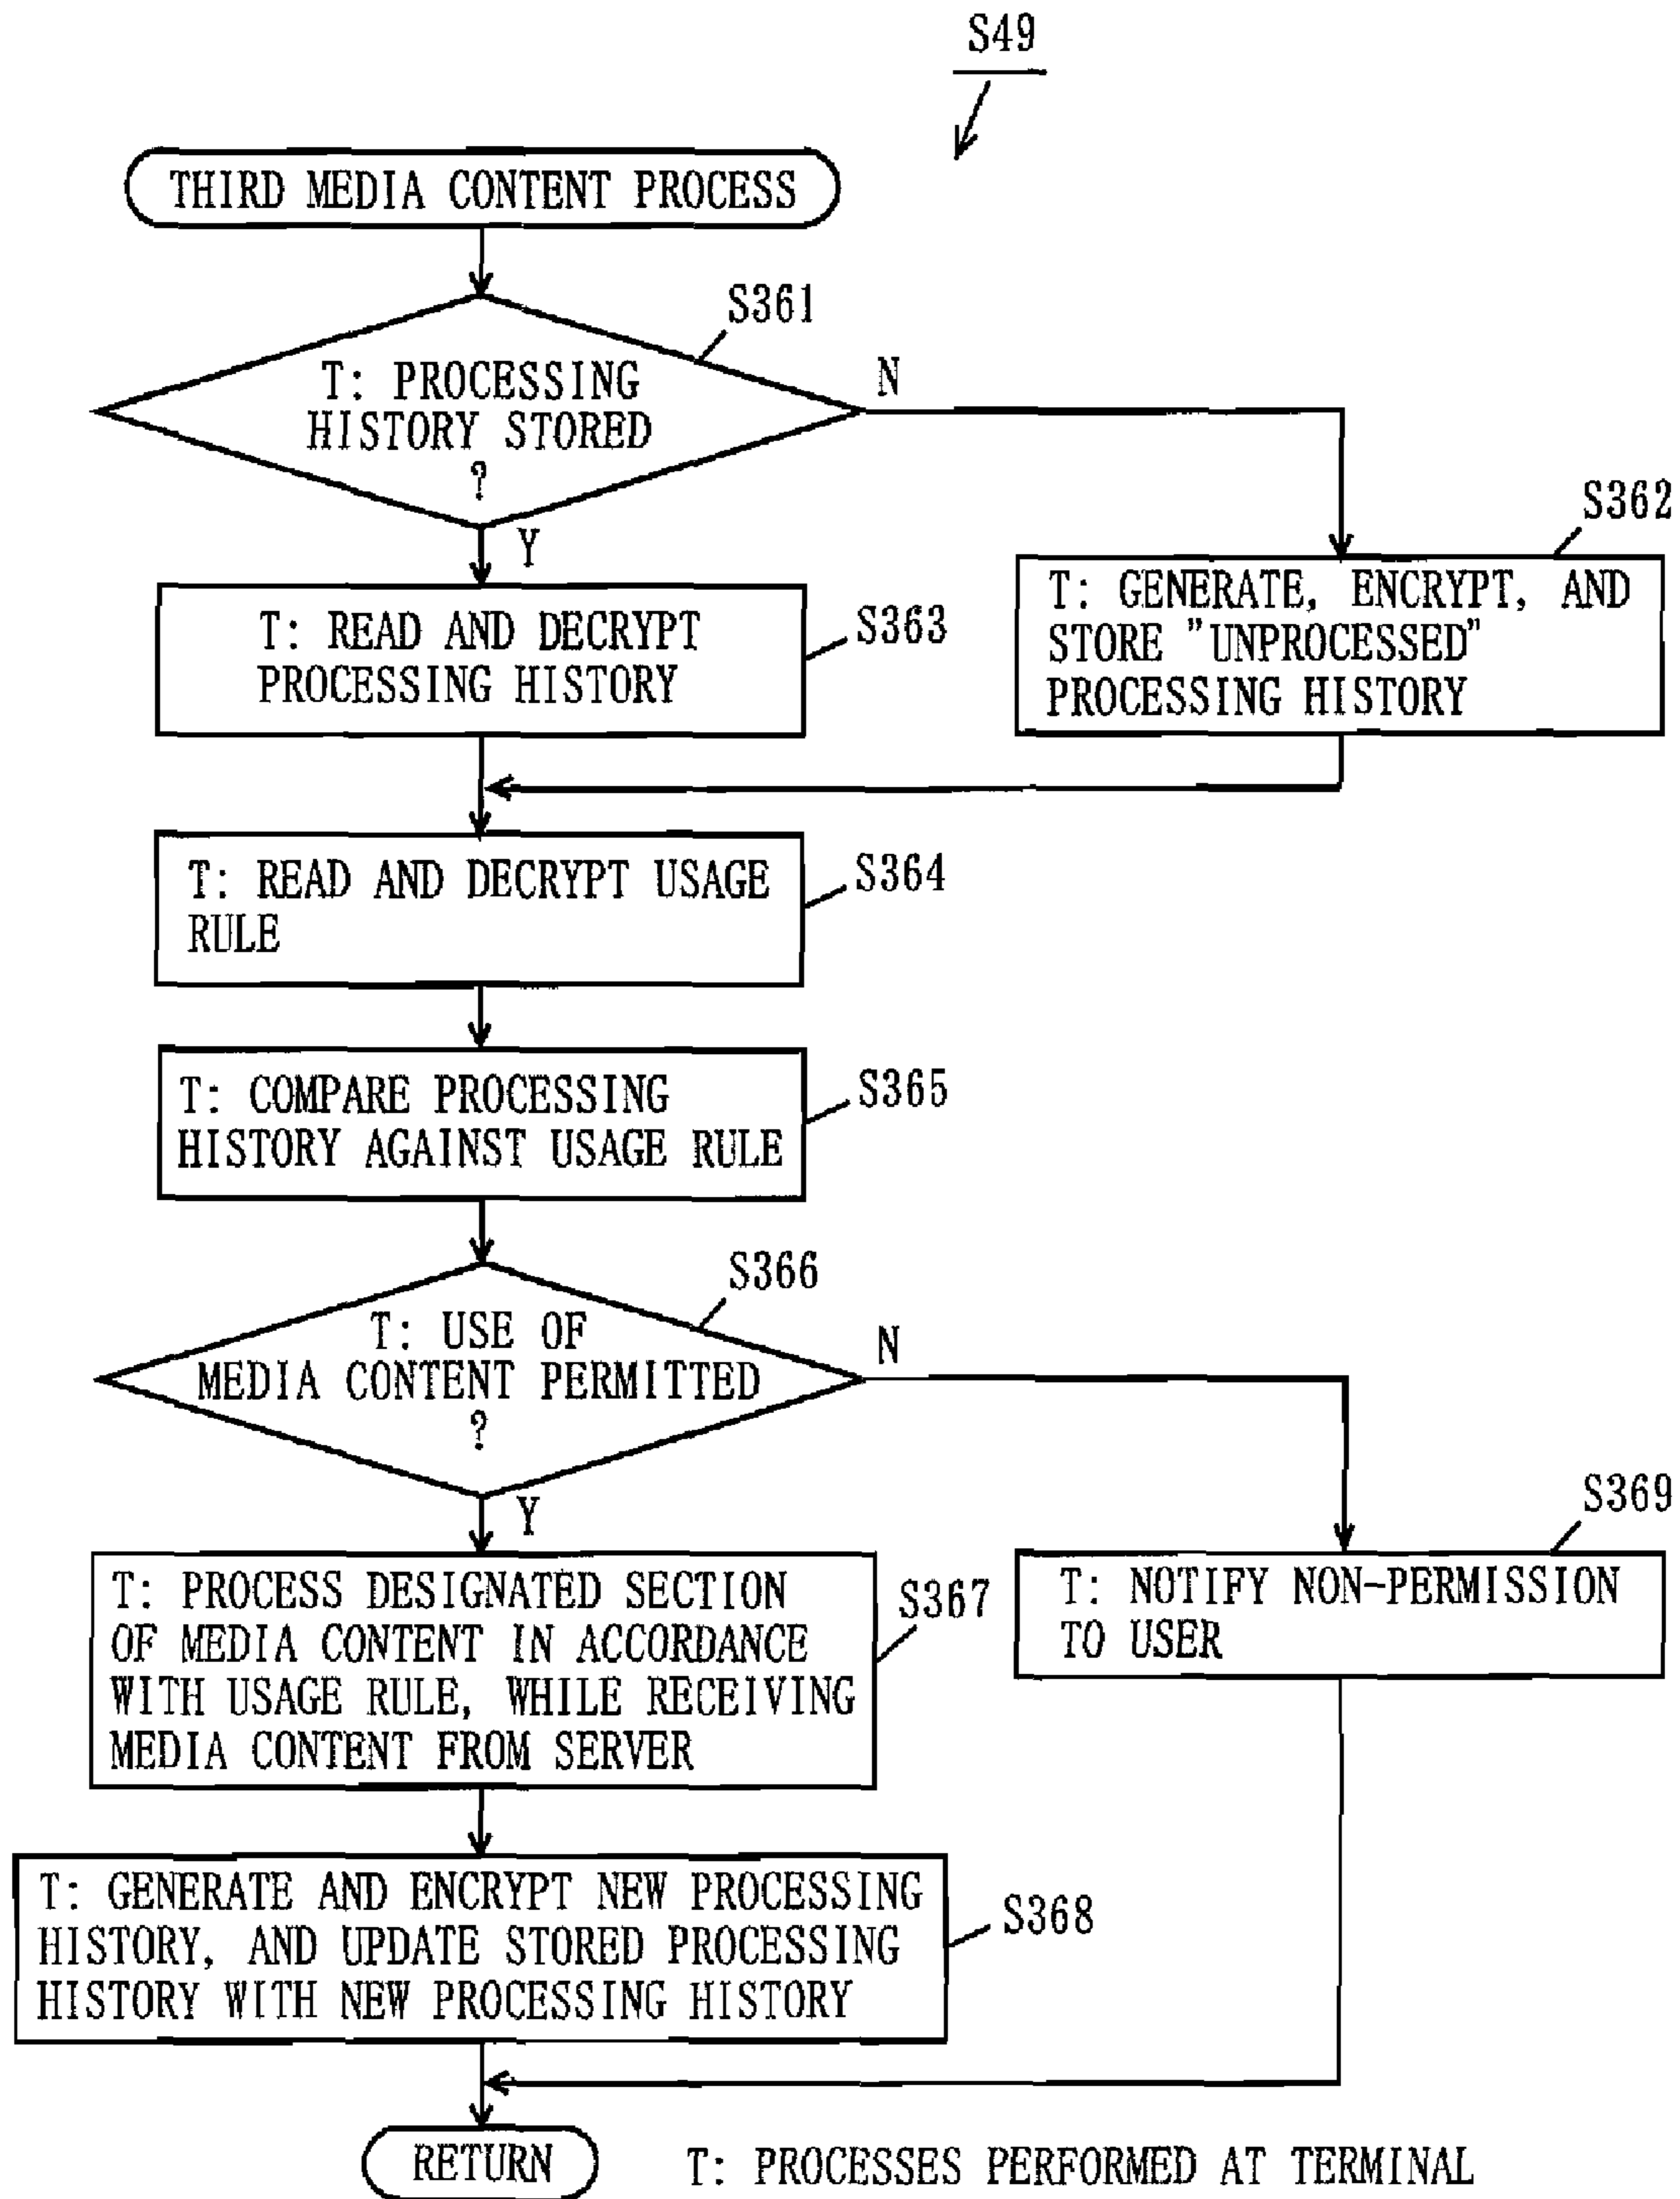 S49
THIRD MEDIA CONTENT PROCESS
S361
T: PROCESSING
HISTORY STORED
?
N
Y
S362
T: GENERATE, ENCRYPT, AND
STORE "UNPROCESSED"
PROCESSING HISTORY
S363
T: READ AND DECRYPT
PROCESSING HISTORY
S364
T: READ AND DECRYPT USAGE
RULE
S365
T: COMPARE PROCESSING
HISTORY AGAINST USAGE RULE
S366
T: USE OF
MEDIA CONTENT PERMITTED
?
N
Y
S369
T: NOTIFY NON-PERMISSION
TO USER
S367
T: PROCESS DESIGNATED SECTION
OF MEDIA CONTENT IN ACCORDANCE
WITH USAGE RULE, WHILE RECEIVING
MEDIA CONTENT FROM SERVER
S368
T: GENERATE AND ENCRYPT NEW PROCESSING
HISTORY, AND UPDATE STORED PROCESSING
HISTORY WITH NEW PROCESSING HISTORY
RETURN
T: PROCESSES PERFORMED AT TERMINAL